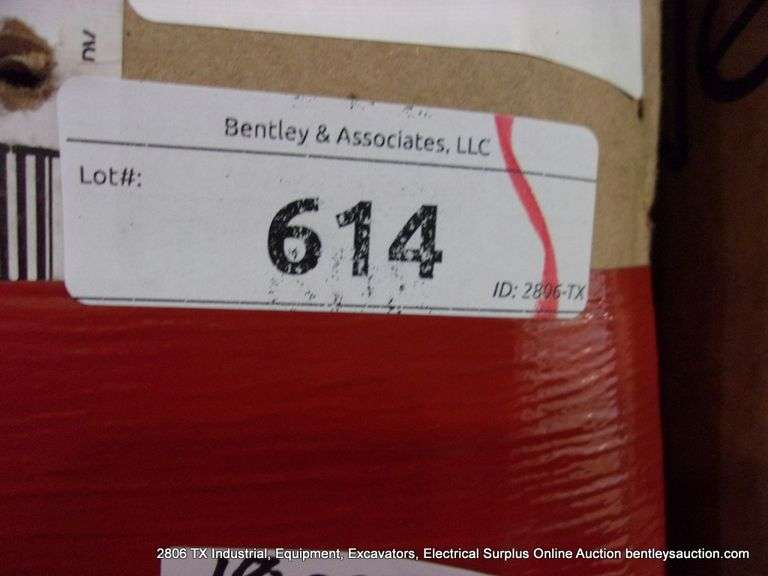 Bentley & Associates, LLC
Lot#:
614
ID: 2806-TX
2806 TX Industrial, Equipment, Excavators, Electrical Surplus Online Auction bentleysauction.com